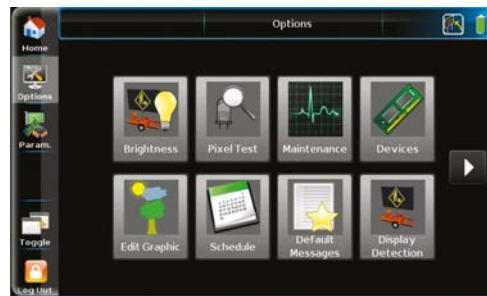 Options
Home
Options
Param.
Toggle
Log Out
Brightness
Pixel Test
Maintenance
Devices
Edit Graphic
Schedule
Default
Messages
Display
Detection